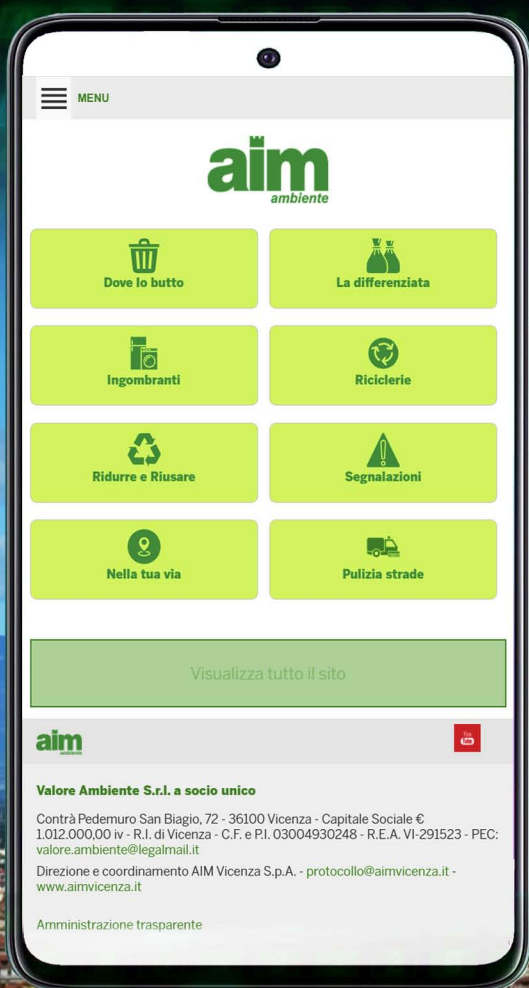 MENU
aim
ambiente
Dove lo butto
La differenziata
Ingombranti
Riciclerie
Ridurre e Riusare
Segnalazioni
Nella tua via
Pulizia strade
Visualizza tutto il sito
aim
ambiente
You
Tube
Valore Ambiente S.r.l. a socio unico
Contrà Pedemuro San Biagio, 72 - 36100 Vicenza - Capitale Sociale €
1.012.000,00 iv - R.I. di Vicenza - C.F. e P.I. 03004930248 - R.E.A. VI-291523 - PEC:
valore.ambiente@legalmail.it
Direzione e coordinamento AIM Vicenza S.p.A. - protocollo@aimvicenza.it -
www.aimvicenza.it
Amministrazione trasparente